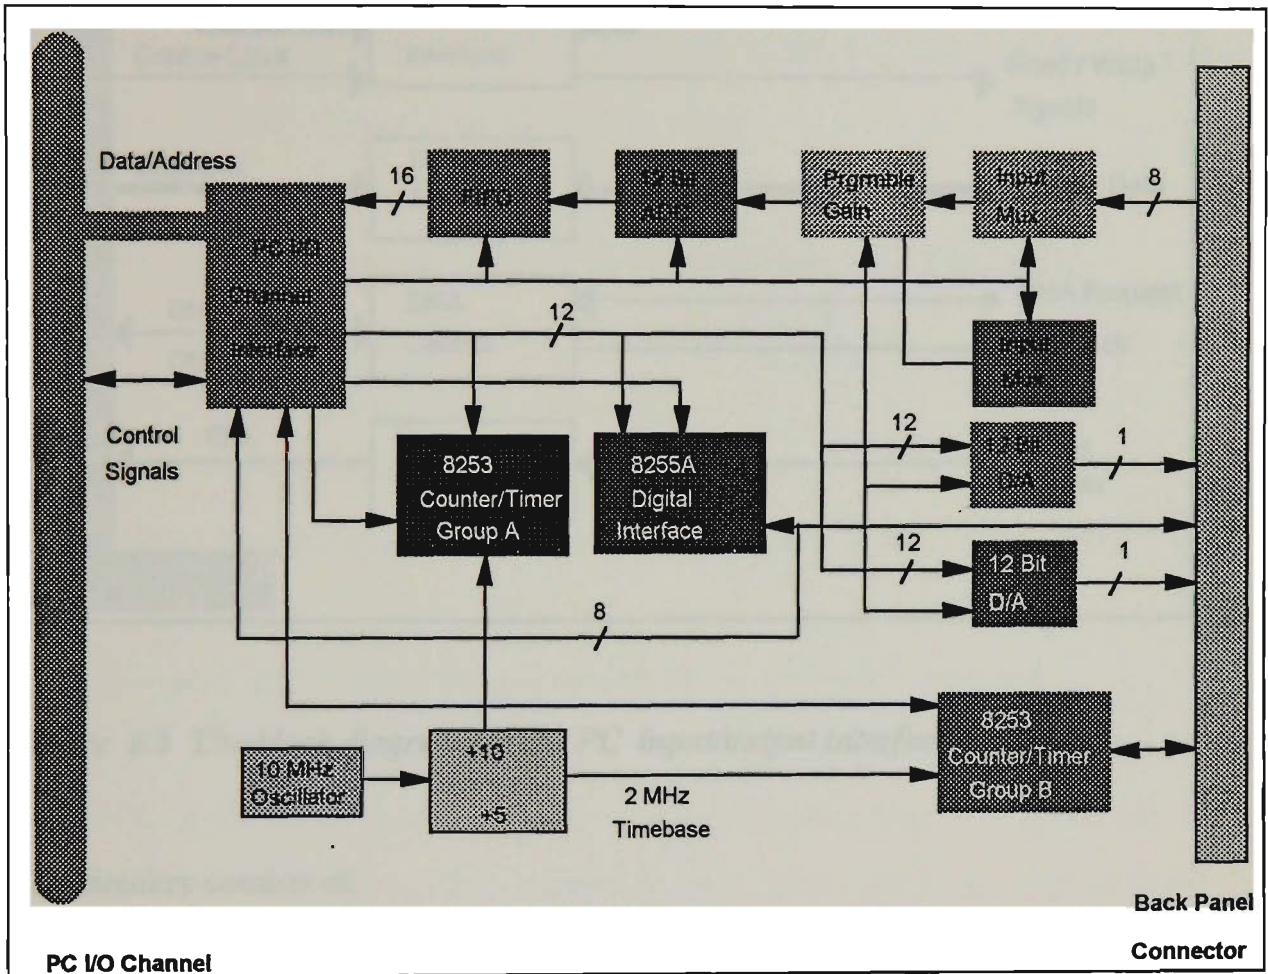 Data/Address
16
FIFO
12 Bit
ADC
Prgrmble
Gain
Input
Mux
8
PC I/O
Channel
Interface
12
Input
Mux
Control
Signals
8253
Counter/Timer
Group A
8255A
Digital
Interface
12
12 Bit
D/A
1
12
12 Bit
D/A
1
8
10 MHz
Oscillator
+10
+5
2 MHz
Timebase
8253
Counter/Timer
Group B
Back Panel
Connector
PC I/O Channel